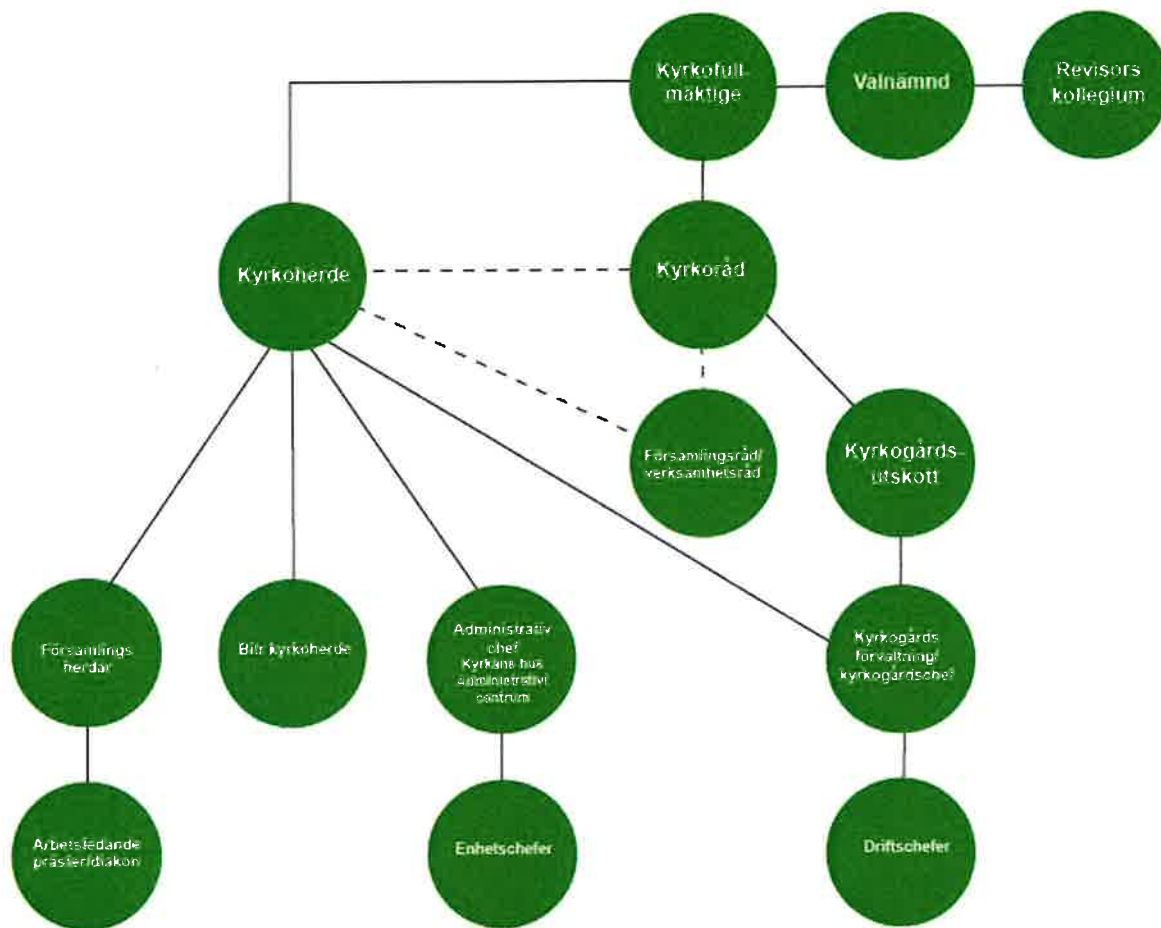 Kyrkofull-
mäktige
Valnämnd
Revisors
kollegium
Kyrkoherde
Kyrkoråd
Församlingsråd/
verksamhetsråd
Kyrkogårds-
utskott
Församlings
herdar
Bitr kyrkoherde
Administrativ
chef
Kyrkans hus
administrativt
centrum
Kyrkogårds
förvaltning/
kyrkogårdschef
Arbetsledande
präster/diakon
Enhetschefer
Driftschefer